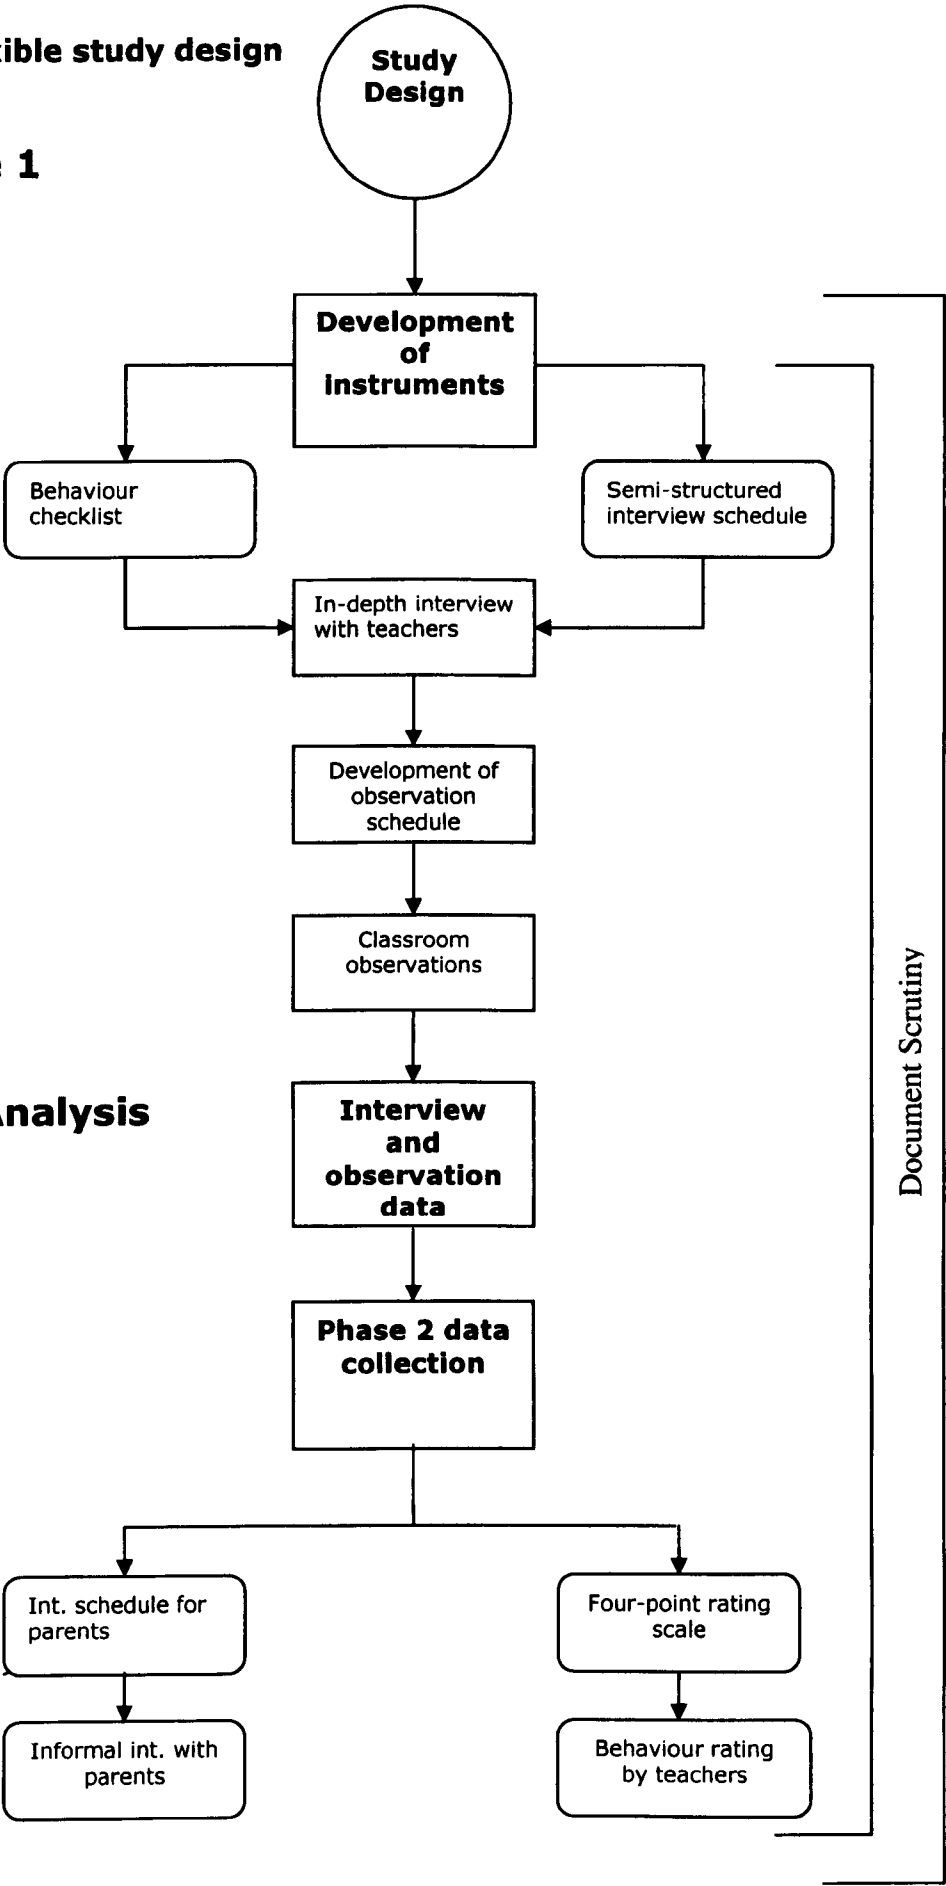 ible study design
Study
Design
1
Development
of
instruments
Behaviour
checklist
Semi-structured
interview schedule
In-depth interview
with teachers
Development of
observation
schedule
Classroom
observations
Document Scrutiny
Analysis
Interview
and
observation
data
Phase 2 data
collection
Int. schedule for
parents
Four-point rating
scale
Informal int. with
parents
Behaviour rating
by teachers